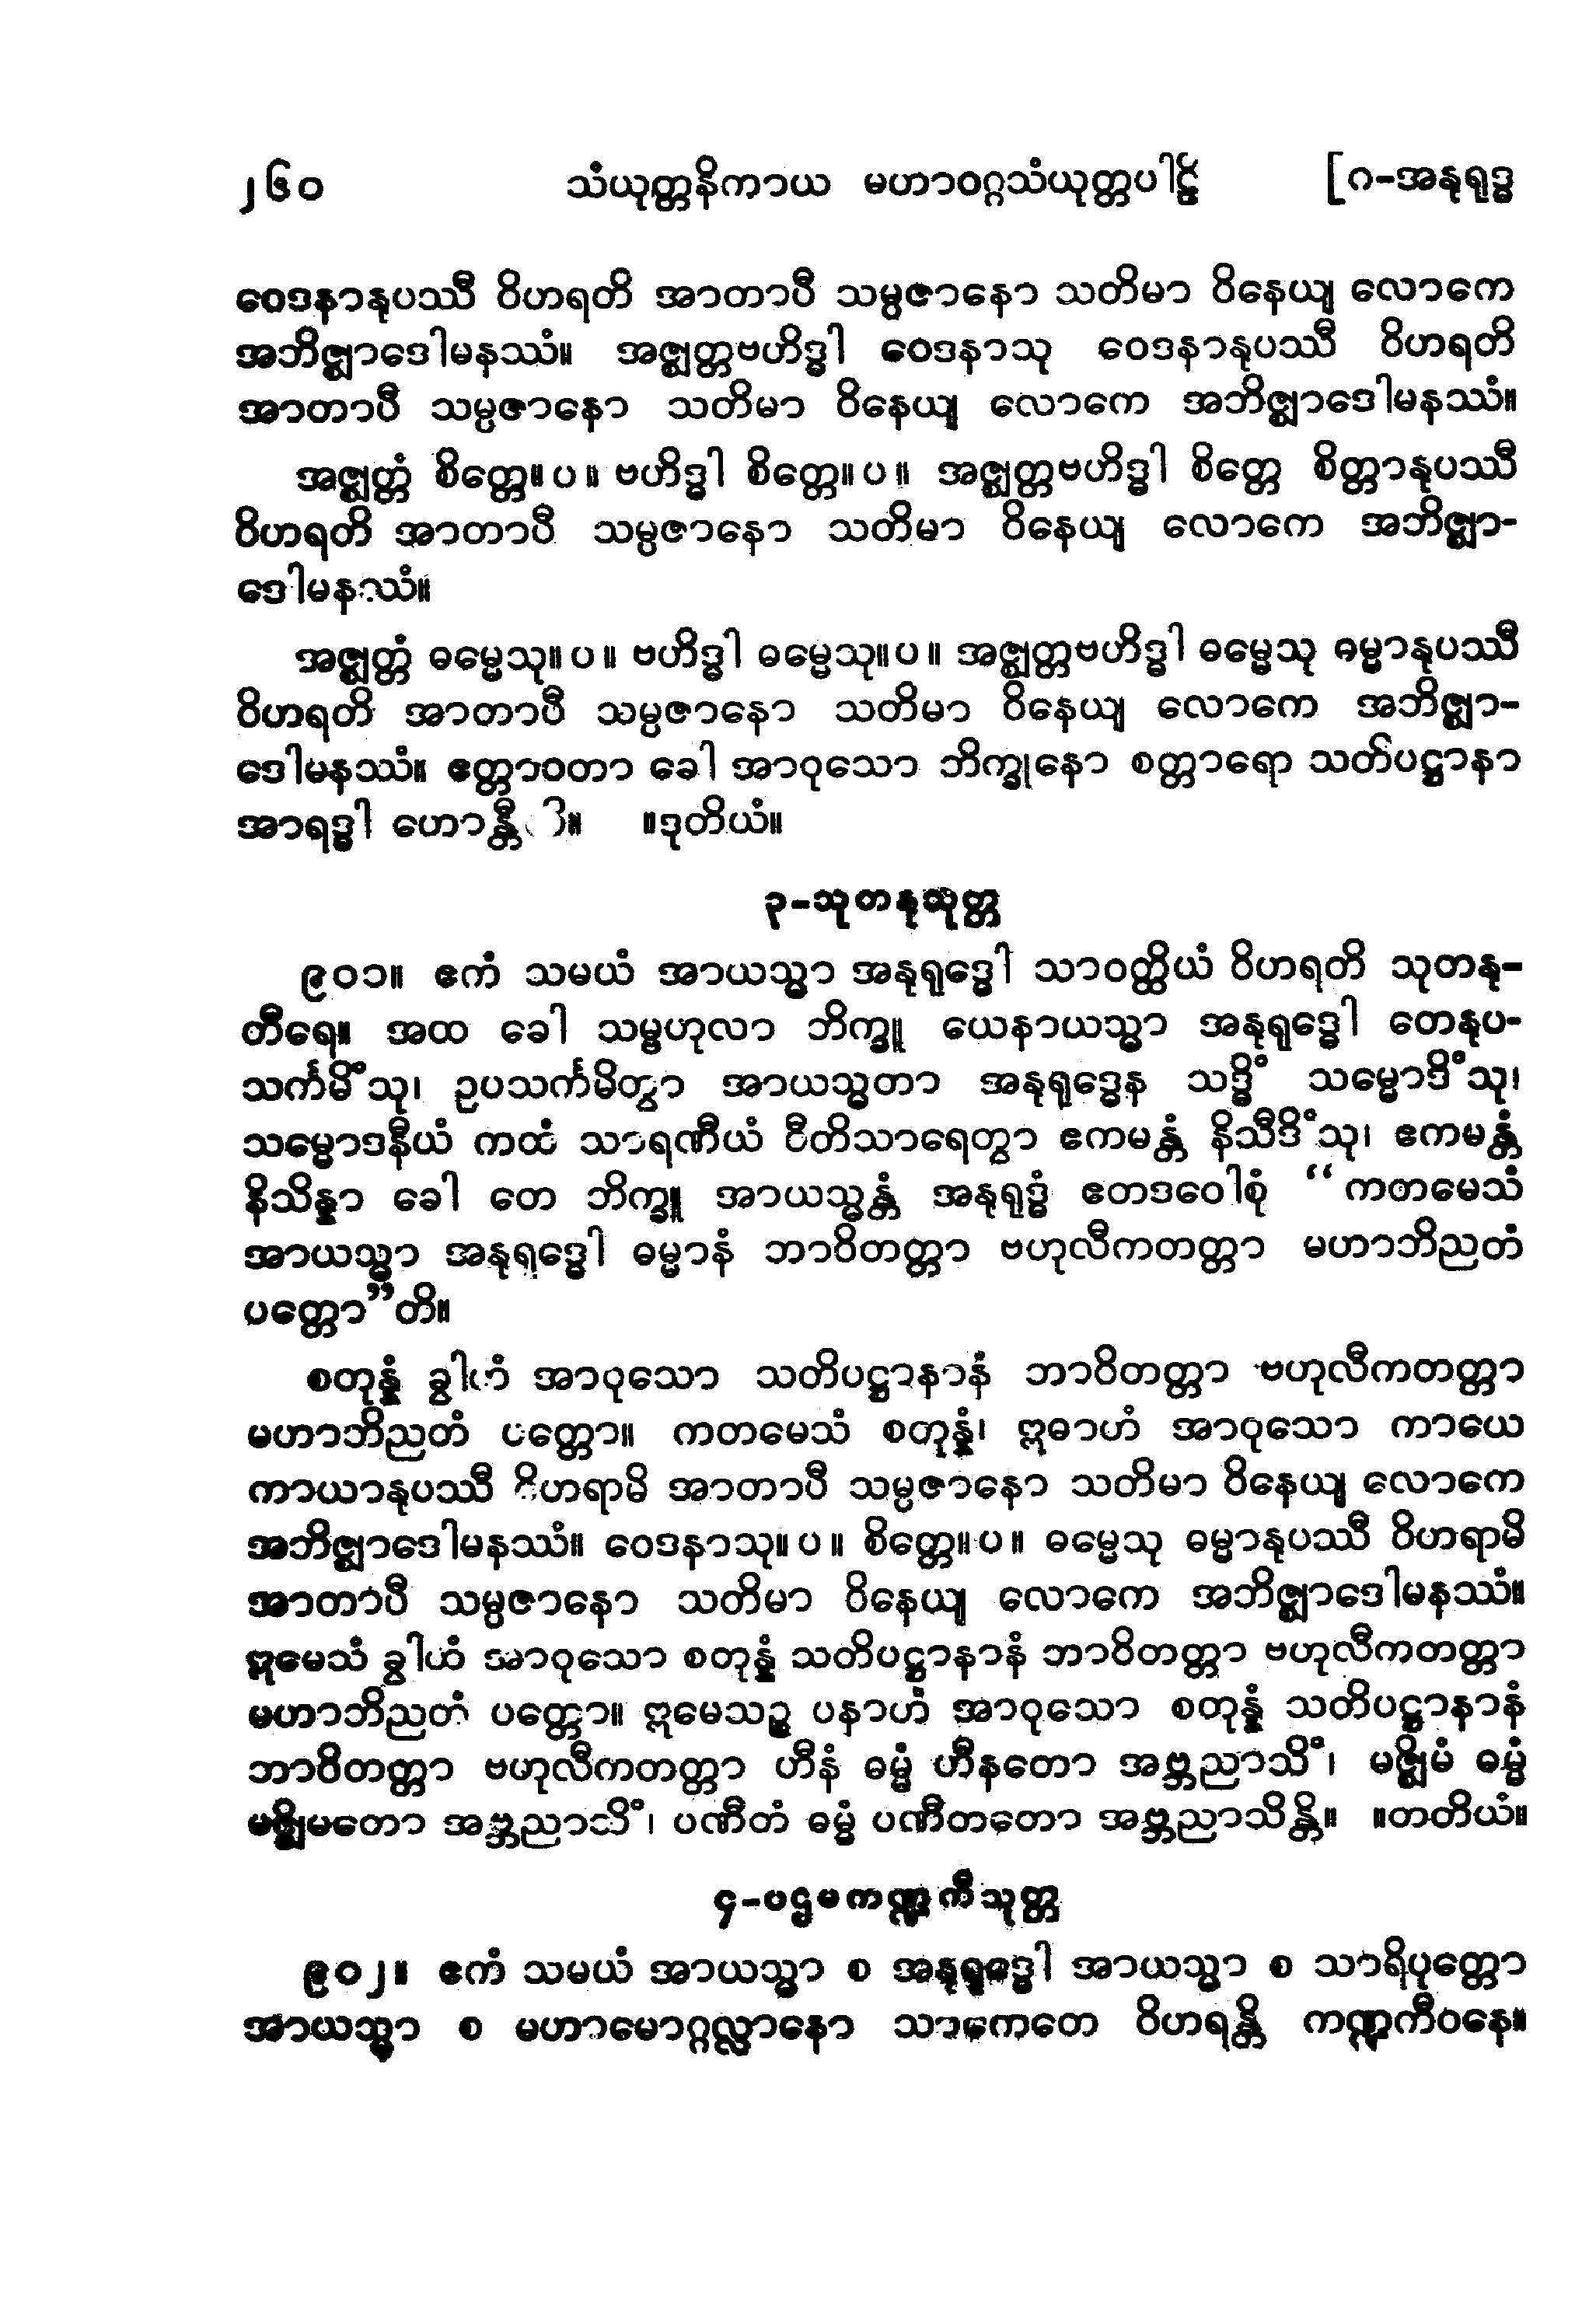 ၂၆၀ သံယုတ္တနိကာယ မဟာဝဂ္ဂသံယုတ္တပါဠိ [ဂ-အနုရုဒ္ဓ
ဝေဒနာနုပဿီ ဝိဟရတိ အာတာပီ သမ္ပဇာနော သတိမာ ဝိနေယျ လောကေ
အဘိဇ္ဈာဒေါမနဿံ။ အဇ္ဈတ္တဗဟိဒ္ဓါ ဝေဒနာသု ဝေဒနာနုပဿီ ဝိဟရတိ
အာတာပီ သမ္ပဇာနော သတိမာ ဝိနေယျ လောကေ အဘိဇ္ဈာဒေါမနဿံ။
အဇ္ဈတ္တံ စိတ္တေ။ပ။ ဗဟိဒ္ဓါ စိတ္တေ။ပ။ အဇ္ဈတ္တဗဟိဒ္ဓါ စိတ္တေ စိတ္တာနုပဿီ
ဝိဟရတိ အာတာပီ သမ္ပဇာနော သတိမာ ဝိနေယျ လောကေ အဘိဇ္ဈာ-
ဒေါမနဿံ။
အဇ္ဈတ္တံ ဓမ္မေသု။ပ။ ဗဟိဒ္ဓါ ဓမ္မေသု။ပ။ အဇ္ဈတ္တဗဟိဒ္ဓါ ဓမ္မေသု ဓမ္မာနုပဿီ
ဝိဟရတိ အာတာပီ သမ္ပဇာနော သတိမာ ဝိနေယျ လောကေ အဘိဇ္ဈာ-
ဒေါမနဿံ။ ဧတ္တာဝတာ ခေါ အာဝုသော ဘိက္ခုနော စတ္တာရော သတိပဋ္ဌာနာ
အာရဒ္ဓါ ဟောန္တီတိ။ ။ဒုတိယံ။
၃-သုတနုသုတ္တ
၉၀၁။ ဧကံ သမယံ အာယသ္မာ အနုရုဒ္ဓေါ သာဝတ္ထိယံ ဝိဟရတိ သုတနု-
တီရေ။ အထ ခေါ သမ္ဗဟုလာ ဘိက္ခူ ယေနာယသ္မာ အနုရုဒ္ဓေါ တေနုပ-
သင်္ကမိံသု၊ ဥပသင်္ကမိတွာ အာယသ္မတာ အနုရုဒ္ဓေန သဒ္ဓိံ သမ္မောဒိံသု၊
သမ္မောဒနီယံ ကထံ သာရဏီယံ ဝီတိသာရေတွာ ဧကမန္တံ နိသီဒိံသု၊ ဧကမန္တံ
နိသိန္နာ ခေါ တေ ဘိက္ခူ အာယသ္မန္တံ အနုရုဒ္ဓံ ဧတဒဝေါစုံ “ကတမေသံ
အာယသ္မာ အနုရုဒ္ဓေါ ဓမ္မာနံ ဘာဝိတတ္တာ ဗဟုလီကတတ္တာ မဟာဘိညတံ
ပတ္တော”တိ။
စတုန္နံ ခွါဟံ အာဝုသော သတိပဋ္ဌာနာနံ ဘာဝိတတ္တာ ဗဟုလီကတတ္တာ
မဟာဘိညတံ ပတ္တော။ ကတမေသံ စတုန္နံ၊ ဣဓာဟံ အာဝုသော ကာယေ
ကာယာနုပဿီ ဝိဟရာမိ အာတာပီ သမ္ပဇာနော သတိမာ ဝိနေယျ လောကေ
အဘိဇ္ဈာဒေါမနဿံ။ ဝေဒနာသု။ပ။ စိတ္တေ။ပ။ ဓမ္မေသု ဓမ္မာနုပဿီ ဝိဟရာမိ
အာတာပီ သမ္ပဇာနော သတိမာ ဝိနေယျ လောကေ အဘိဇ္ဈာဒေါမနဿံ။
ဣမေသံ ခွါဟံ အာဝုသော စတုန္နံ သတိပဋ္ဌာနာနံ ဘာဝိတတ္တာ ဗဟုလီကတတ္တာ
မဟာဘိညတံ ပတ္တော။ ဣမေသဉ္စ ပနာဟံ အာဝုသော စတုန္နံ သတိပဋ္ဌာနာနံ
ဘာဝိတတ္တာ ဗဟုလီကတတ္တာ ဟီနံ ဓမ္မံ ဟီနတော အဗ္ဘညာသိံ၊ မဇ္ဈိမံ ဓမ္မံ
မဇ္ဈိမတော အဗ္ဘညာသိံ၊ ပဏီတံ ဓမ္မံ ပဏီတတော အဗ္ဘညာသိန္တိ။ ။တတိယံ။
၄-ပဌမကဏ္ဍကီသုတ္တ
၉၀၂။ ဧကံ သမယံ အာယသ္မာ စ အနုရုဒ္ဓေါ အာယသ္မာ စ သာရိပုတ္တော
အာယသ္မာ စ မဟာမောဂ္ဂလ္လာနော သာကေတေ ဝိဟရန္တိ ကဏ္ဍကီဝနေ။